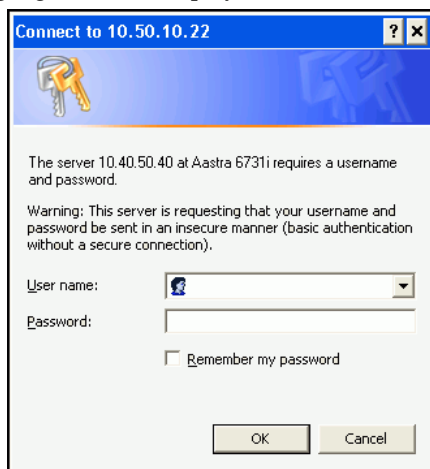 Connect to 10.50.10.22
The server 10.40.50.40 at Aastra 6731i requires a username
and password.
Warning: This server is requesting that your username and
password be sent in an insecure manner (basic authentication
without a secure connection).
User name:
Password:
Remember my password
OK Cancel